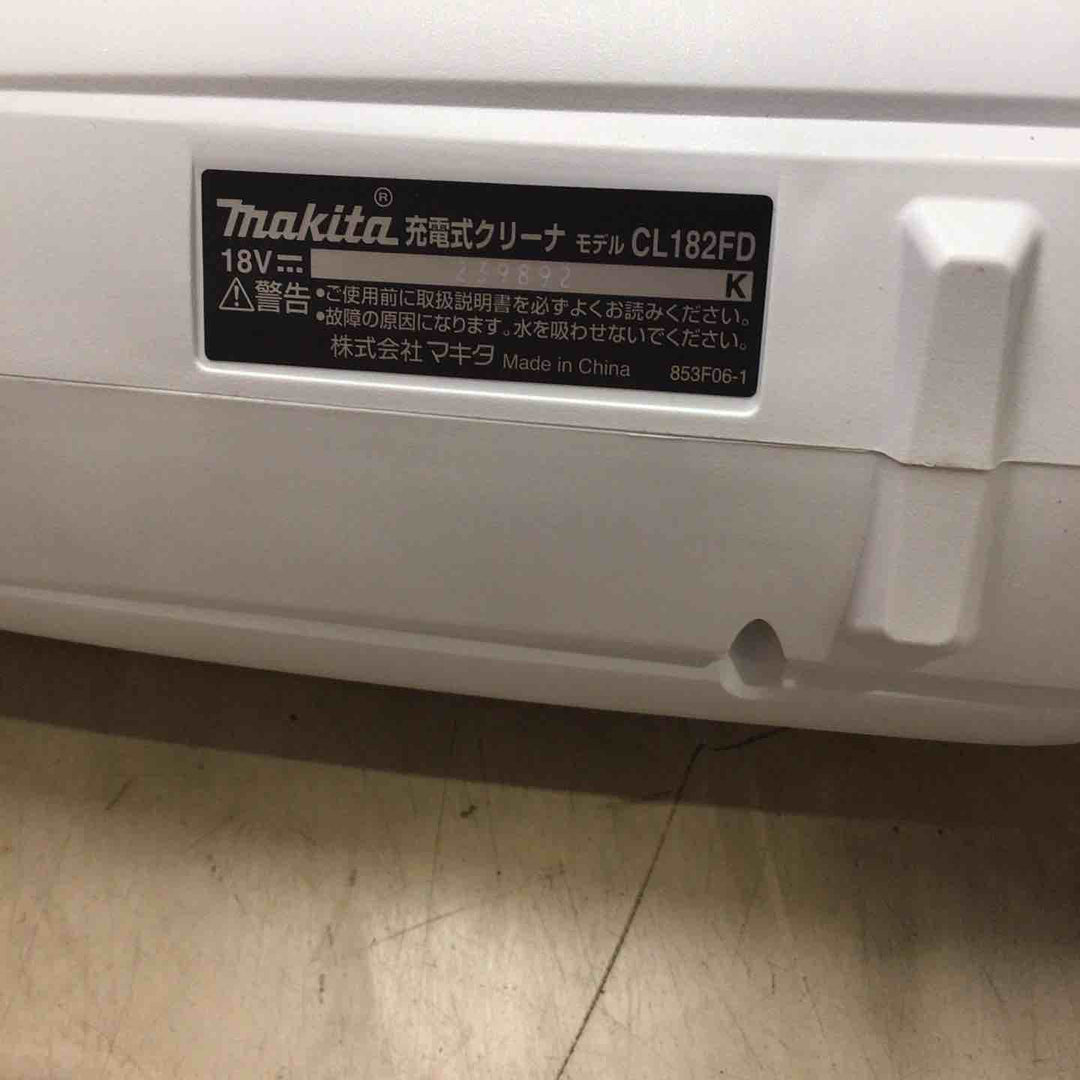 makita® 充電式クリーナ モデル CL182FD
18V⎓ 259892 K
⚠警告 •ご使用前に取扱説明書を必ずよくお読みください。
•故障の原因になります。水を吸わせないでください。
株式会社 マキタ Made in China 853F06-1